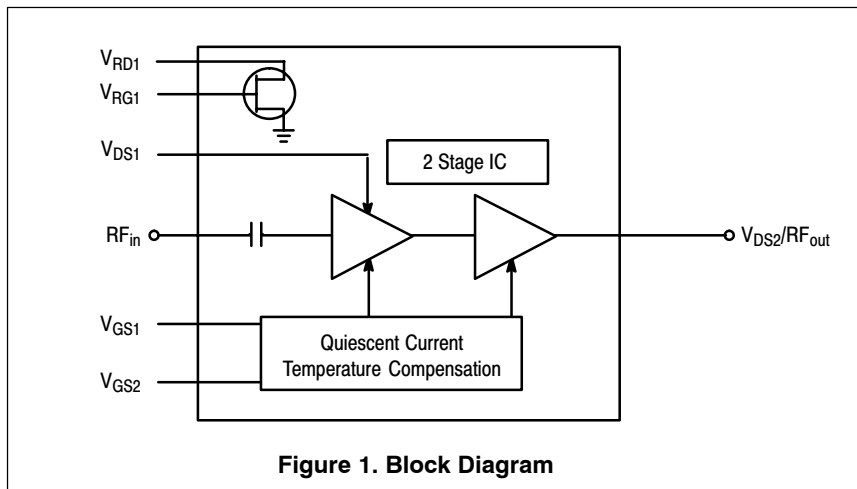 V_RD1
V_RG1
V_DS1
2 Stage IC
RF_in
V_DS2/RF_out
V_GS1
Quiescent Current
Temperature Compensation
V_GS2
Figure 1. Block Diagram